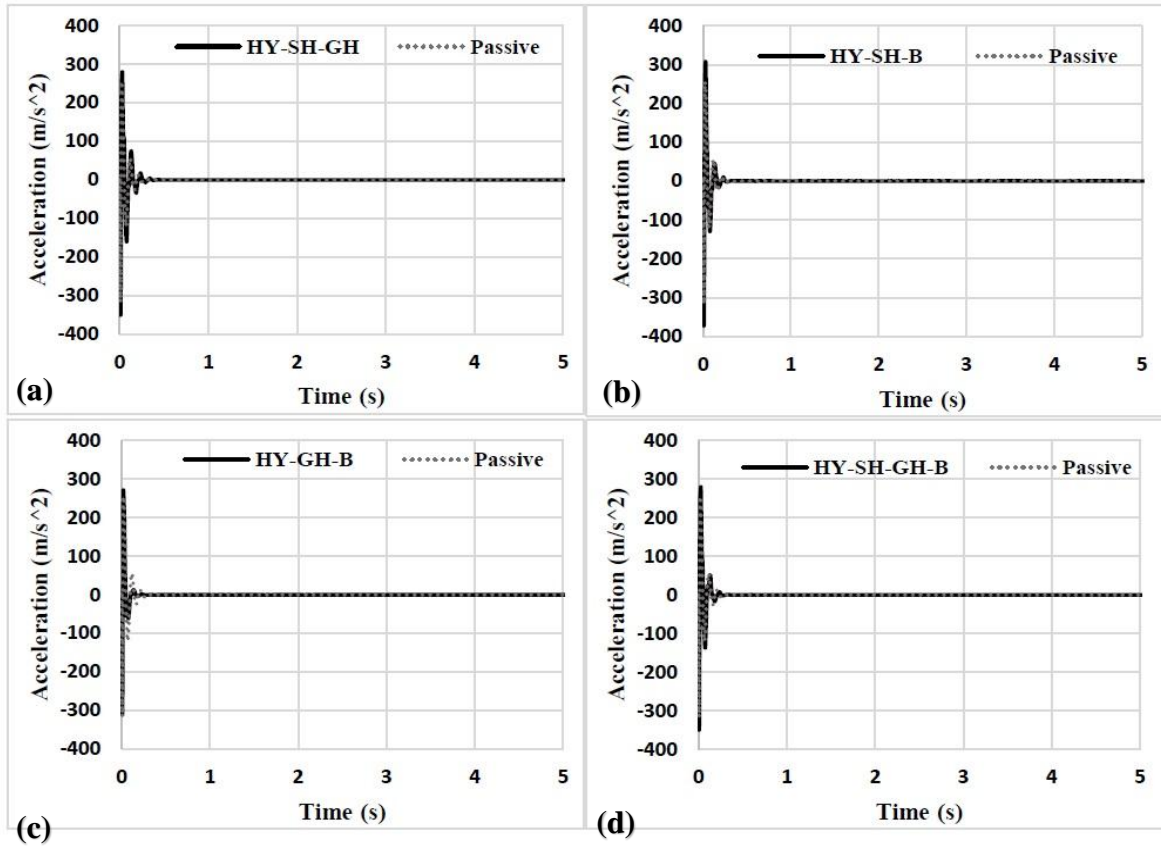 HY-SH-GH Passive
400
300
200
100
0
-100
-200
-300
-400
Acceleration (m/s^2)
0 1 2 3 4 5
Time (s)
(a)
HY-SH-B Passive
400
300
200
100
0
-100
-200
-300
-400
Acceleration (m/s^2)
0 1 2 3 4 5
Time (s)
(b)
HY-GH-B Passive
400
300
200
100
0
-100
-200
-300
-400
Acceleration (m/s^2)
0 1 2 3 4 5
Time (s)
(c)
HY-SH-GH-B Passive
400
300
200
100
0
-100
-200
-300
-400
Acceleration (m/s^2)
0 1 2 3 4 5
Time (s)
(d)